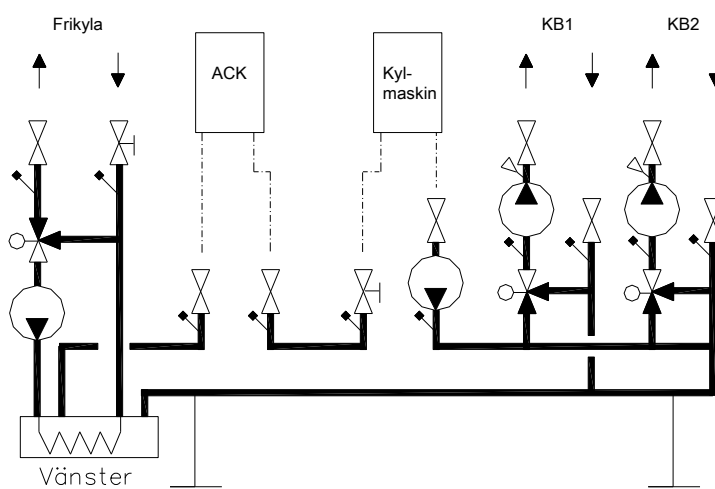 Frikyla
KB1
KB2
ACK
Kyl-
maskin
Vänster